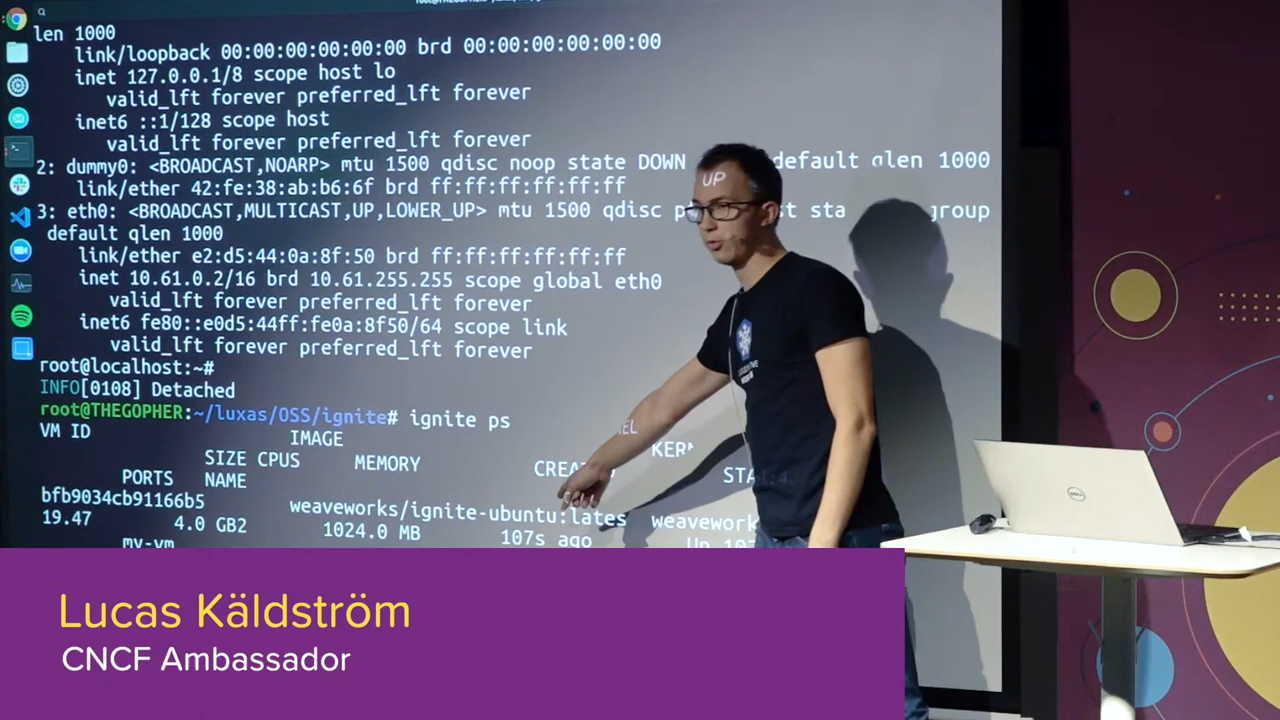 len 1000
link/loopback 00:00:00:00:00:00 brd 00:00:00:00:00:00
inet 127.0.0.1/8 scope host lo
valid_lft forever preferred_lft forever
inet6 ::1/128 scope host
valid_lft forever preferred_lft forever
2: dummy0: <BROADCAST,NOARP> mtu 1500 qdisc noop state DOWN default qlen 1000
link/ether 42:fe:38:ab:b6:6f brd ff:ff:ff:ff:ff:ff
3: eth0: <BROADCAST,MULTICAST,UP,LOWER_UP> mtu 1500 qdisc UP group
default qlen 1000
link/ether e2:d5:44:0a:8f:50 brd ff:ff:ff:ff:ff:ff
inet 10.61.0.2/16 brd 10.61.255.255 scope global eth0
valid_lft forever preferred_lft forever
inet6 fe80::e0d5:44ff:fe0a:8f50/64 scope link
valid_lft forever preferred_lft forever
root@localhost:~#
INFO[0108] Detached
root@THEGOPHER:~/luxas/OSS/ignite# ignite ps
VM ID IMAGE
SIZE CPUS MEMORY
PORTS NAME
bfb9034cb91166b5 weaveworks/ignite-ubuntu:lates weavework
19.47 4.0 GB2 1024.0 MB 107s ago
my-vm
Lucas Käldström
CNCF Ambassador
DELL